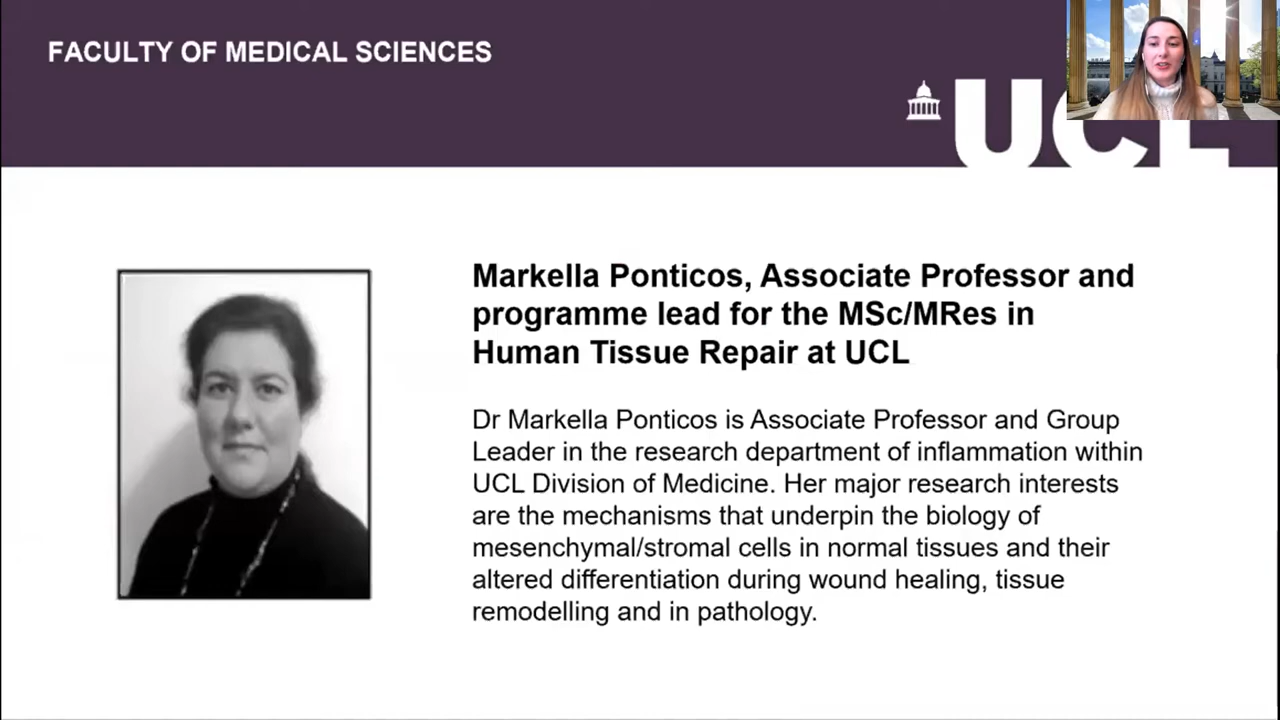 FACULTY OF MEDICAL SCIENCES
UCL
Markella Ponticos, Associate Professor and
programme lead for the MSc/MRes in
Human Tissue Repair at UCL
Dr Markella Ponticos is Associate Professor and Group
Leader in the research department of inflammation within
UCL Division of Medicine. Her major research interests
are the mechanisms that underpin the biology of
mesenchymal/stromal cells in normal tissues and their
altered differentiation during wound healing, tissue
remodelling and in pathology.